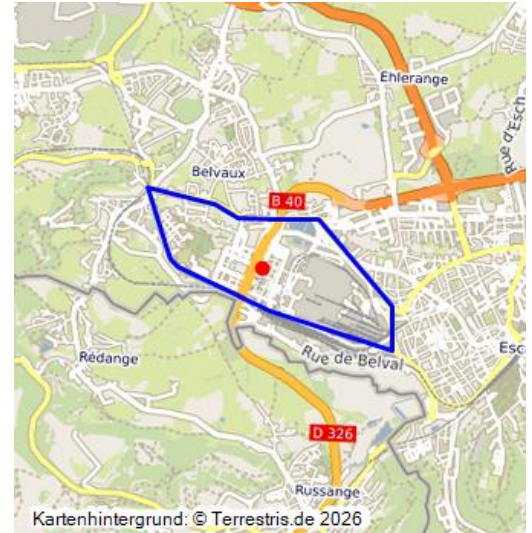 Ehlerange
Rue d'Esch
Belvaux
B 40
Rédange
Rue de Belval
Esc
D 326
Russange
Kartenhintergrund: © Terrestris.de 2026